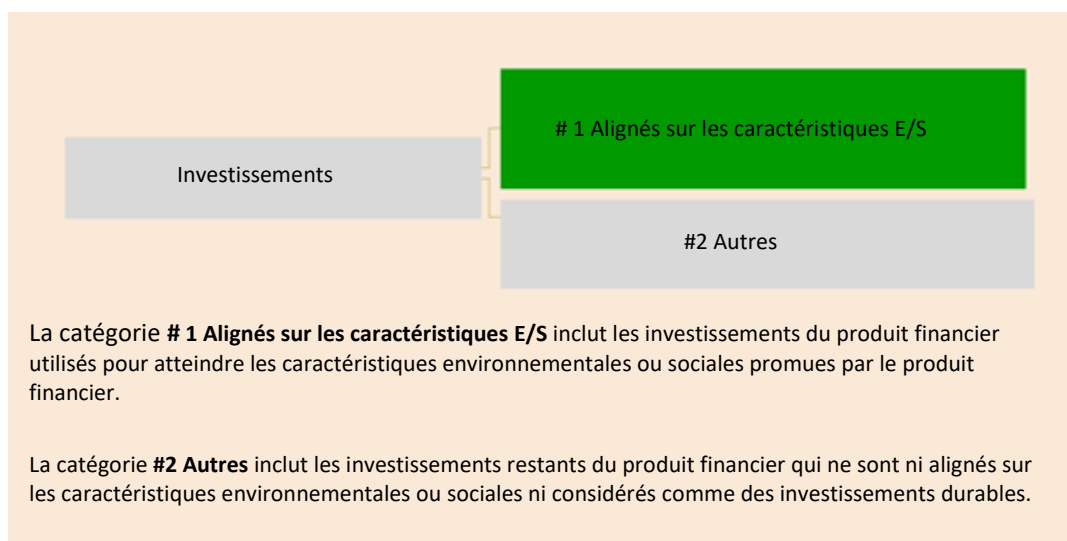 # 1 Alignés sur les caractéristiques E/S
Investissements
#2 Autres
La catégorie # 1 Alignés sur les caractéristiques E/S inclut les investissements du produit financier
utilisés pour atteindre les caractéristiques environnementales ou sociales promues par le produit
financier.
La catégorie #2 Autres inclut les investissements restants du produit financier qui ne sont ni alignés sur
les caractéristiques environnementales ou sociales ni considérés comme des investissements durables.